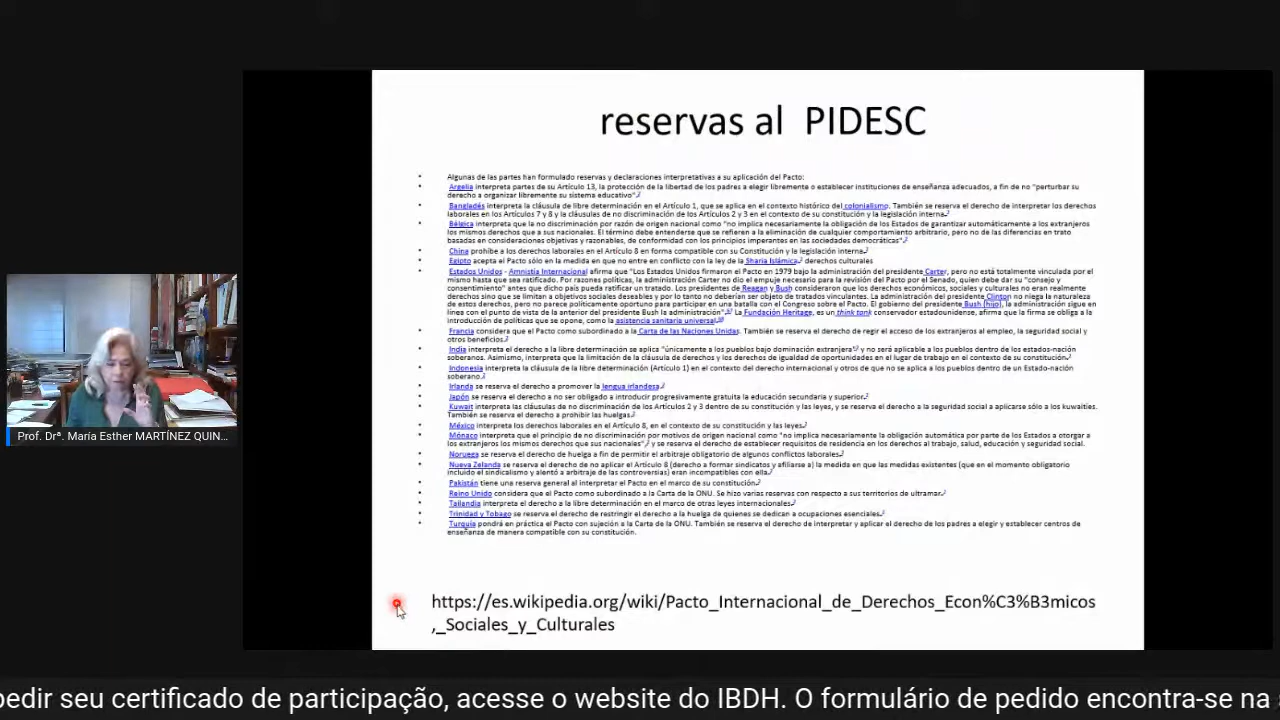 reservas al PIDESC
Algunas de las partes han formulado reservas y declaraciones interpretativas a su aplicación del Pacto:
Argelia interpreta partes de su Artículo 13, la protección de la libertad de los padres a elegir libremente o establecer instituciones de enseñanza adecuados, a fin de no "perturbar su
derecho a organizar libremente su sistema educativo".
Bangladés interpreta la cláusula de libre determinación en el Artículo 1, que se aplica en el contexto histórico del colonialismo. También se reserva el derecho de interpretar los derechos
laborales en los Artículos 7 y 8 y la cláusulas de no discriminación de los Artículos 2 y 3 en el contexto de su constitución y la legislación interna.
Bélgica interpreta que la no discriminación por razón de origen nacional como "no implica necesariamente la obligación de los Estados de garantizar automáticamente a los extranjeros
los mismos derechos que a sus nacionales. El término debe entenderse que se refieren a la eliminación de cualquier comportamiento arbitrario, pero no de las diferencias en trato
basadas en consideraciones objetivas y razonables, de conformidad con los principios imperantes en las sociedades democráticas".
China prohíbe a los derechos laborales en el Artículo 8 en forma compatible con su Constitución y la legislación interna.
Egipto acepta el Pacto sólo en la medida en que no entre en conflicto con la ley de la Sharia Islámica. derechos culturales
Estados Unidos - Amnistía Internacional afirma que "Los Estados Unidos firmaron el Pacto en 1979 bajo la administración del presidente Carter, pero no está totalmente vinculada por el
mismo hasta que sea ratificado. Por razones políticas, la administración Carter no dio el empuje necesario para la revisión del Pacto por el Senado, quien debe dar su "consejo y
consentimiento" antes que dicho país pueda ratificar un tratado. Los presidentes de Reagan y Bush consideraron que los derechos económicos, sociales y culturales no eran realmente
derechos sino que se limitan a objetivos sociales deseables y por lo tanto no deberían ser objeto de tratados vinculantes. La administración del presidente Clinton no niega la naturaleza
de estos derechos, pero no parece políticamente oportuno para participar en una batalla con el Congreso sobre el Pacto. El gobierno del presidente Bush (hijo), la administración sigue en
línea con el punto de vista de la anterior del presidente Bush la administración". La Fundación Heritage, es un think tank conservador estadounidense, afirma que la firma se obliga a la
introducción de políticas que se opone, como la asistencia sanitaria universal.
Francia considera que el Pacto como subordinado a la Carta de las Naciones Unidas. También se reserva el derecho de regir el acceso de los extranjeros al empleo, la seguridad social y
otros beneficios.
India interpreta el derecho a la libre determinación se aplica "únicamente a los pueblos bajo dominación extranjera" y no será aplicable a los pueblos dentro de los estados-nación
soberanos. Asimismo, interpreta que la limitación de la cláusula de derechos y los derechos de igualdad de oportunidades en el lugar de trabajo en el contexto de su constitución.
Indonesia interpreta la cláusula de libre determinación (Artículo 1) en el contexto del derecho internacional y otros de que no se aplica a los pueblos dentro de un Estado-nación
soberano.
Irlanda se reserva el derecho a promover la lengua irlandesa.
Japón se reserva el derecho a no ser obligado a introducir progresivamente gratuita la educación secundaria y superior.
Kuwait interpreta las cláusulas de no discriminación de los Artículos 2 y 3 dentro de su constitución y las leyes, y se reserva el derecho a la seguridad social a aplicarse sólo a los kuwaitíes.
También se reserva el derecho a prohibir las huelgas.
México interpreta los derechos laborales en el Artículo 8, en el contexto de su constitución y las leyes.
Mónaco interpreta que el principio de no discriminación por motivos de origen nacional como "no implica necesariamente la obligación automática por parte de los Estados a otorgar a
los extranjeros los mismos derechos que sus nacionales", y se reserva el derecho de establecer requisitos de residencia en los derechos al trabajo, salud, educación y seguridad social.
Noruega se reserva el derecho de huelga a fin de permitir el arbitraje obligatorio de algunos conflictos laborales.
Nueva Zelanda se reserva el derecho de no aplicar el Artículo 8 (derecho a formar sindicatos y afiliarse a) la medida en que las medidas existentes (que en el momento obligatorio
incluido el sindicalismo y alentó a arbitraje de las controversias) eran incompatibles con ella.
Pakistán tiene una reserva general al interpretar el Pacto en el marco de su constitución.
Reino Unido considera que el Pacto como subordinado a la Carta de la ONU. Se hizo varias reservas con respecto a sus territorios de ultramar.
Tailandia interpreta el derecho a la libre determinación en el marco de otras leyes internacionales.
Trinidad y Tobago se reserva el derecho de restringir el derecho a la huelga de quienes se dedican a ocupaciones esenciales.
Turquía pondrá en práctica el Pacto con sujeción a la Carta de la ONU. También se reserva el derecho de interpretar y aplicar el derecho de los padres a elegir y establecer centros de
enseñanza de manera compatible con su constitución.
https://es.wikipedia.org/wiki/Pacto_Internacional_de_Derechos_Econ%C3%B3micos
,_Sociales_y_Culturales
Prof. Drª. Maria Esther MARTÍNEZ QUIN...
pedir seu certificado de participação, acesse o website do IBDH. O formulário de pedido encontra-se na